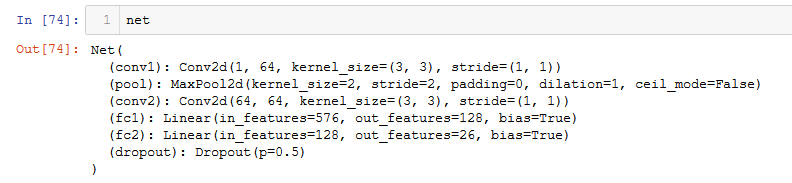 In [74]: 1 net
Out[74]: Net(
(conv1): Conv2d(1, 64, kernel_size=(3, 3), stride=(1, 1))
(pool): MaxPool2d(kernel_size=2, stride=2, padding=0, dilation=1, ceil_mode=False)
(conv2): Conv2d(64, 64, kernel_size=(3, 3), stride=(1, 1))
(fc1): Linear(in_features=576, out_features=128, bias=True)
(fc2): Linear(in_features=128, out_features=26, bias=True)
(dropout): Dropout(p=0.5)
)